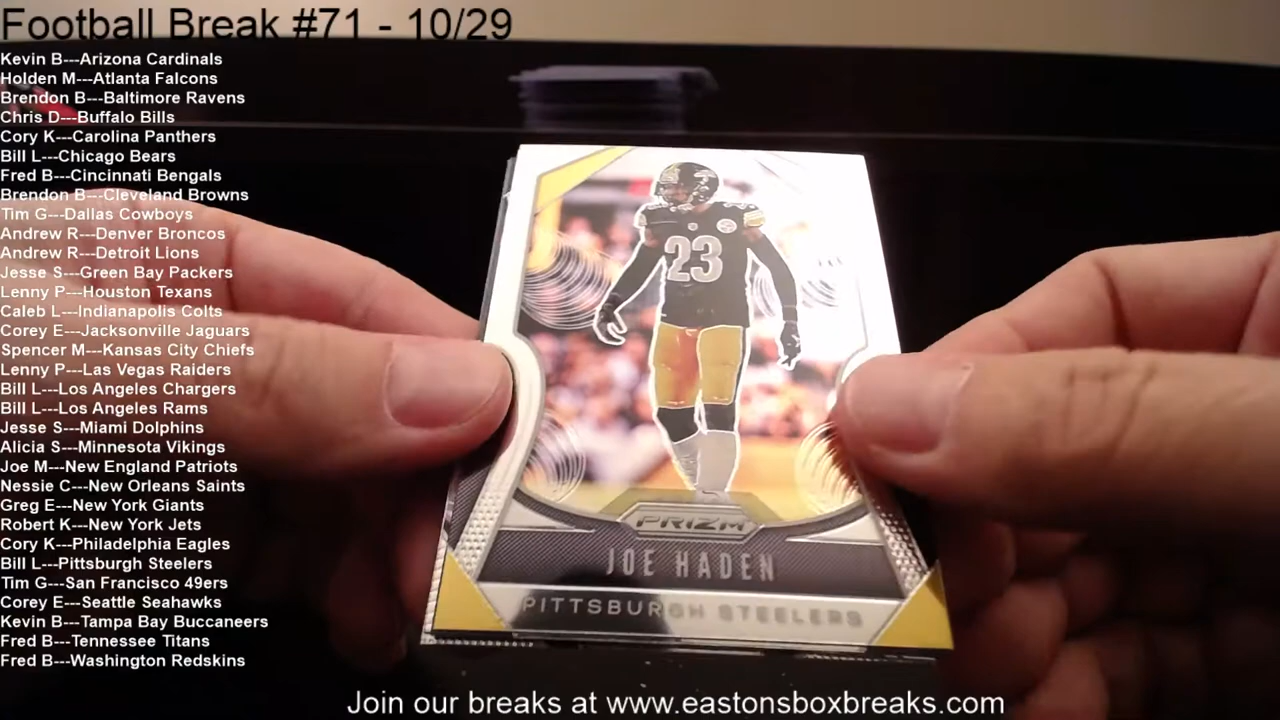 Football Break #71 - 10/29
Kevin B---Arizona Cardinals
Holden M---Atlanta Falcons
Brendon B---Baltimore Ravens
Chris D---Buffalo Bills
Cory K---Carolina Panthers
Bill L---Chicago Bears
Fred B---Cincinnati Bengals
Brendon B---Cleveland Browns
Tim G---Dallas Cowboys
Andrew R---Denver Broncos
Andrew R---Detroit Lions
Jesse S---Green Bay Packers
Lenny P---Houston Texans
Caleb L---Indianapolis Colts
Corey E---Jacksonville Jaguars
Spencer M---Kansas City Chiefs
Lenny P---Las Vegas Raiders
Bill L---Los Angeles Chargers
Bill L---Los Angeles Rams
Jesse S---Miami Dolphins
Alicia S---Minnesota Vikings
Joe M---New England Patriots
Nessie C---New Orleans Saints
Greg E---New York Giants
Robert K---New York Jets
Cory K---Philadelphia Eagles
Bill L---Pittsburgh Steelers
Tim G---San Francisco 49ers
Corey E---Seattle Seahawks
Kevin B---Tampa Bay Buccaneers
Fred B---Tennessee Titans
Fred B---Washington Redskins
23
PRIZM
JOE HADEN
PITTSBURGH STEELERS
Join our breaks at www.eastonsboxbreaks.com